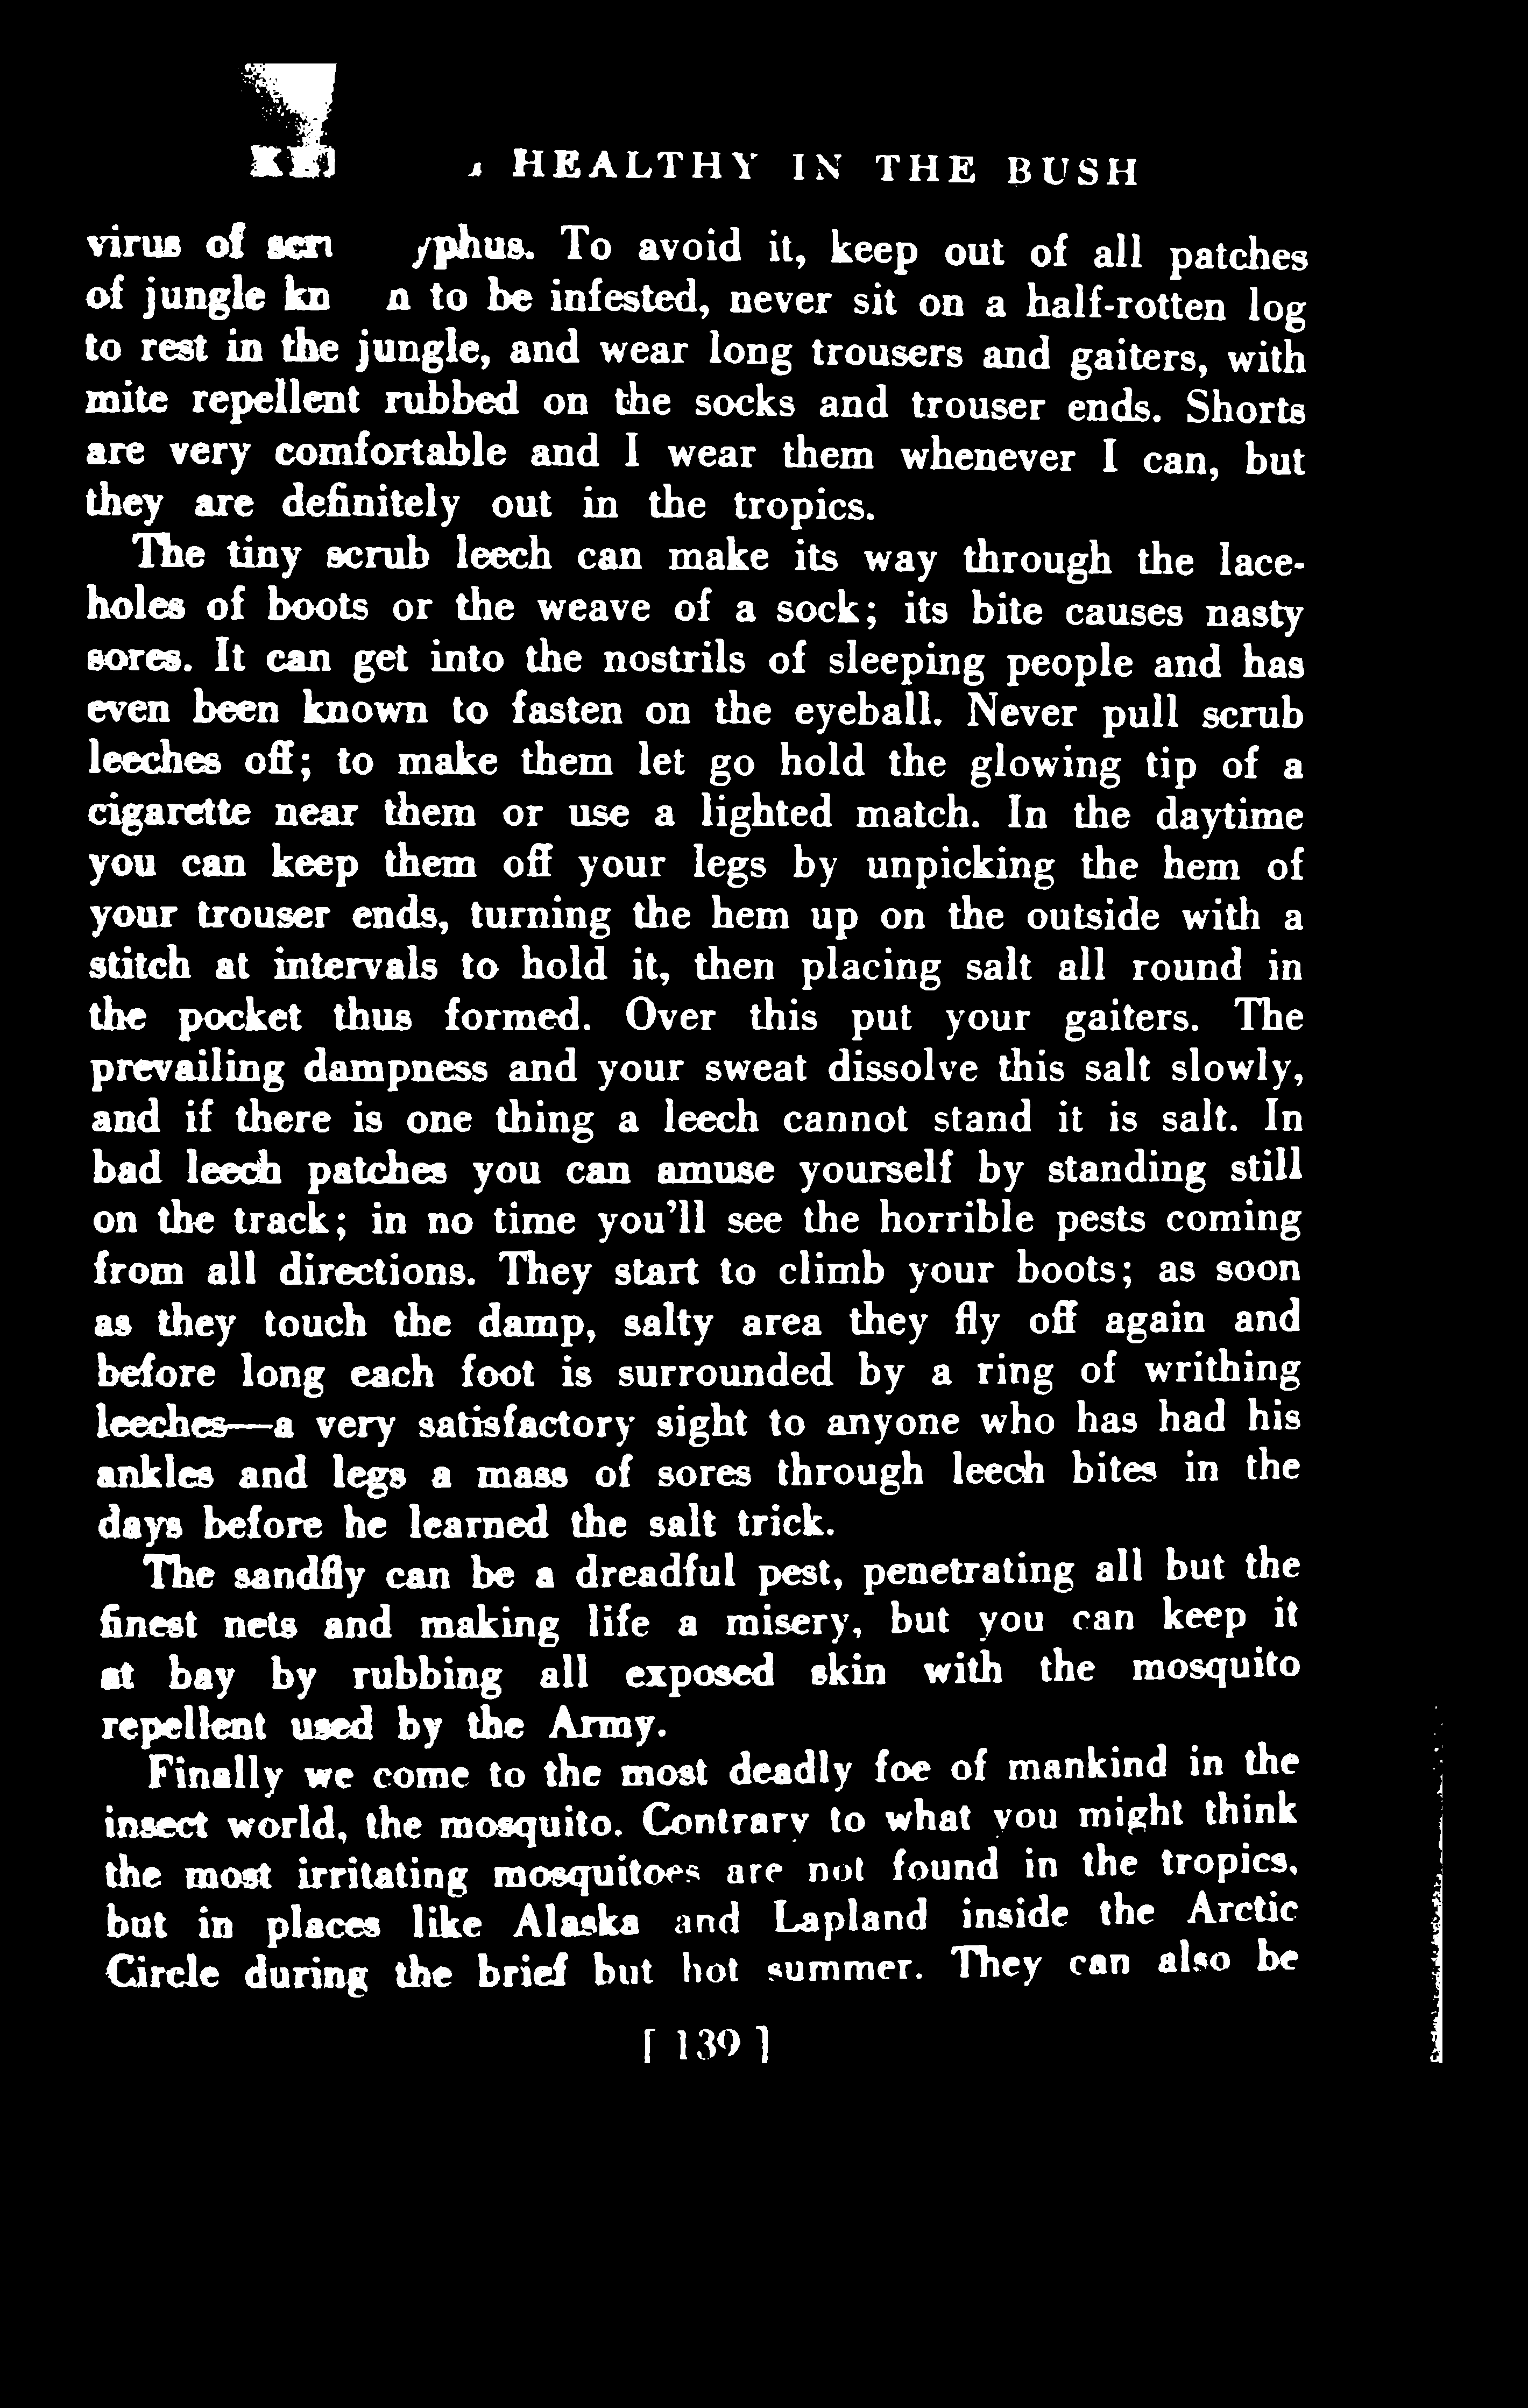 HEALTHY IN THE BUSH
virus of To avoid it, keep out of all patches
of jungle to be infested, never sit on a half-rotten log
to rest in the jungle, and wear long trousers and gaiters, with
mite repellent rubbed on the socks and trouser ends. Shorts
are very comfortable and I wear them whenever I can, but
they are definitely out in the tropics.
The tiny scrub leech can make its way through the lace-
holes of boots or the weave of a sock; its bite causes nasty
sores. It can get into the nostrils of sleeping people and has
even been known to fasten on the eyeball. Never pull scrub
leeches off; to make them let go hold the glowing tip of a
cigarette near them or use a lighted match. In the daytime
you can keep them off your legs by unpicking the hem of
your trouser ends, turning the hem up on the outside with a
stitch at intervals to hold it, then placing salt all round in
the pocket thus formed. Over this put your gaiters. The
prevailing dampness and your sweat dissolve this salt slowly,
and if there is one thing a leech cannot stand it is salt. In
bad leech patches you can amuse yourself by standing still
on the track; in no time you'll see the horrible pests coming
from all directions. They start to climb your boots; as soon
as they touch the damp, salty area they fly off again and
before long each foot is surrounded by a ring of writhing
leeches—a very satisfactory sight to anyone who has had his
ankles and legs a mass of sores through leech bites in the
days before he learned the salt trick.
The sandfly can be a dreadful pest, penetrating all but the
finest nets and making life a misery, but you can keep it
at bay by rubbing all exposed skin with the mosquito
repellent used by the Army.
Finally we come to the most deadly foe of mankind in the
insect world, the mosquito. Contrary to what you might think
the most irritating mosquitoes are not found in the tropics,
but in places like Alaska and Lapland inside the Arctic
Circle during the brief but hot summer. They can also be
[ 139 ]